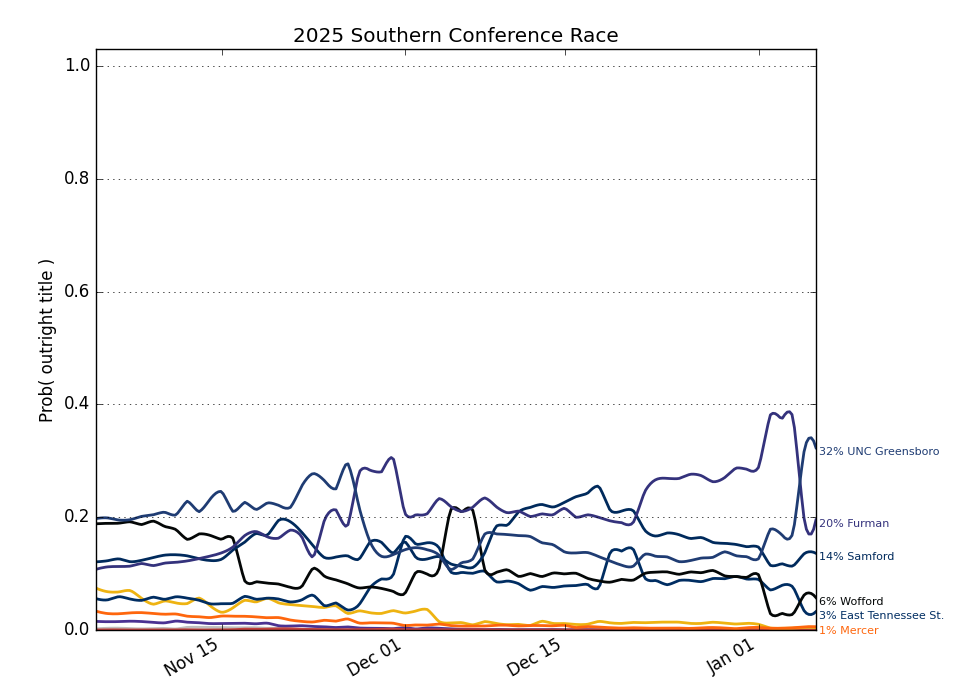 2025 Southern Conference Race
Prob( outright title )
1.0
0.8
0.6
0.4
0.2
0.0
32% UNC Greensboro
20% Furman
14% Samford
6% Wofford
3% East Tennessee St.
1% Mercer
Nov 15
Dec 01
Dec 15
Jan 01